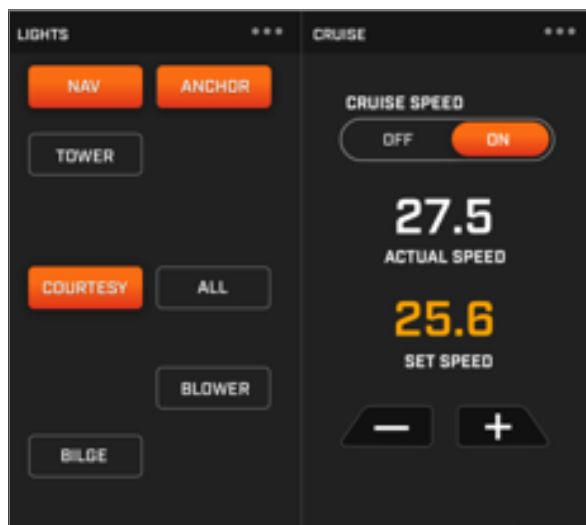 LIGHTS
NAV
ANCHOR
TOWER
COURTESY
ALL
BLOWER
BILGE
CRUISE
CRUISE SPEED
OFF
ON
27.5
ACTUAL SPEED
25.6
SET SPEED